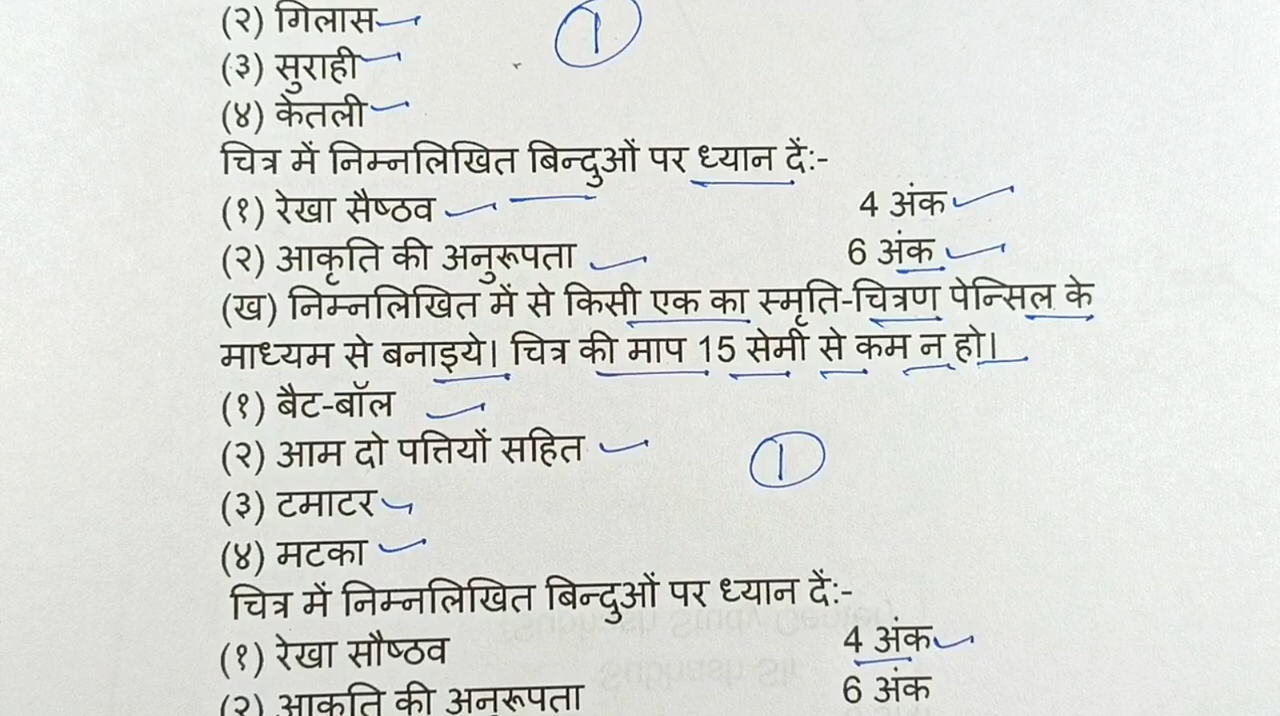 (२) गिलास
1
(३) सुराही
(४) केतली
चित्र में निम्नलिखित बिन्दुओं पर ध्यान दें:-
(१) रेखा सैष्ठव 4 अंक
(२) आकृति की अनुरूपता 6 अंक
(ख) निम्नलिखित में से किसी एक का स्मृति-चित्रण पेन्सिल के
माध्यम से बनाइये। चित्र की माप 15 सेमी से कम न हो।
(१) बैट-बॉल
(२) आम दो पत्तियों सहित
1
(३) टमाटर
(४) मटका
चित्र में निम्नलिखित बिन्दुओं पर ध्यान दें:-
(१) रेखा सौष्ठव 4 अंक
(२) आकृति की अनुरूपता 6 अंक